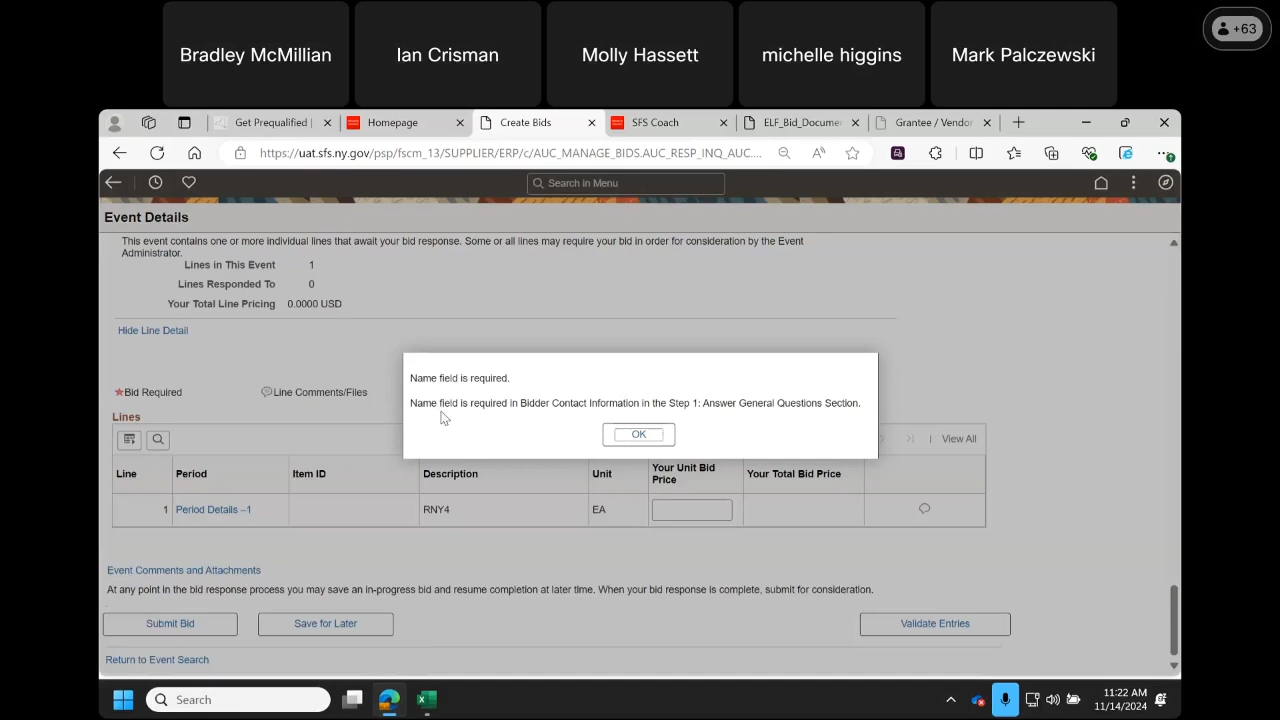 Bradley McMillian
Ian Crisman
Molly Hassett
michelle higgins
Mark Palczewski
+63
Get Prequalified |
Homepage
Create Bids
SFS Coach
ELF_Bid_Documen
Grantee / Vendor
https://uat.sfs.ny.gov/psp/fscm_13/SUPPLIER/ERP/c/AUC_MANAGE_BIDS.AUC_RESP_INQ_AUC....
Search in Menu
Event Details
This event contains one or more individual lines that await your bid response. Some or all lines may require your bid in order for consideration by the Event
Administrator.
Lines in This Event 1
Lines Responded To 0
Your Total Line Pricing 0.0000 USD
Hide Line Detail
Name field is required.
Name field is required in Bidder Contact Information in the Step 1: Answer General Questions Section.
OK
Bid Required
Line Comments/Files
Lines
View All
Line Period Item ID Description Unit Your Unit Bid Price Your Total Bid Price
1 Period Details –1 RNY4 EA
Event Comments and Attachments
At any point in the bid response process you may save an in-progress bid and resume completion at later time. When your bid response is complete, submit for consideration.
Submit Bid
Save for Later
Validate Entries
Return to Event Search
Search
11:22 AM
11/14/2024